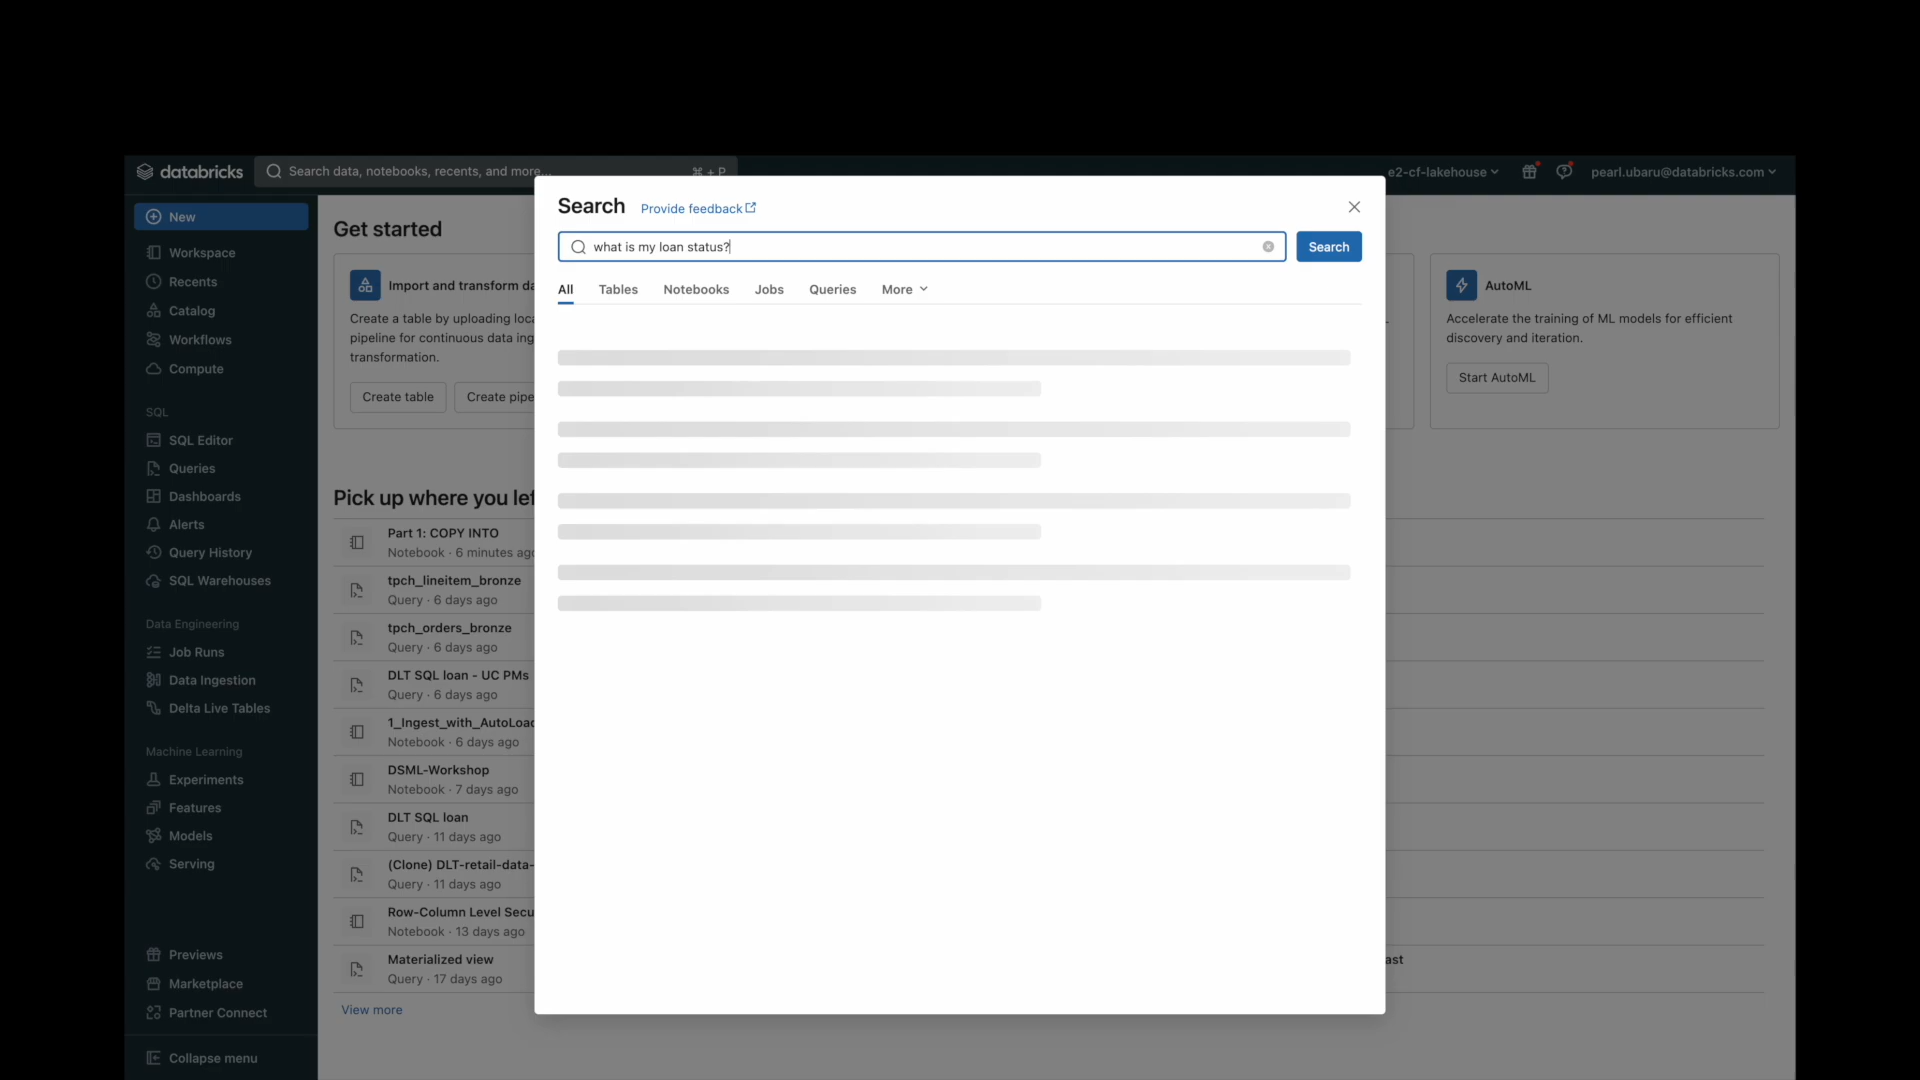 databricks
Search data, notebooks, recents, and more...
⌘ + P
e2-cf-lakehouse
pearl.ubaru@databricks.com
New
Workspace
Recents
Catalog
Workflows
Compute
SQL
SQL Editor
Queries
Dashboards
Alerts
Query History
SQL Warehouses
Data Engineering
Job Runs
Data Ingestion
Delta Live Tables
Machine Learning
Experiments
Features
Models
Serving
Previews
Marketplace
Partner Connect
Collapse menu
Get started
Import and transform da
Create a table by uploading loca
pipeline for continuous data ing
transformation.
Create table
Create pipe
Pick up where you lef
Part 1: COPY INTO
Notebook · 6 minutes ago
tpch_lineitem_bronze
Query · 6 days ago
tpch_orders_bronze
Query · 6 days ago
DLT SQL loan - UC PMs
Query · 6 days ago
1_Ingest_with_AutoLoad
Notebook · 6 days ago
DSML-Workshop
Notebook · 7 days ago
DLT SQL loan
Query · 11 days ago
(Clone) DLT-retail-data-
Query · 11 days ago
Row-Column Level Secu
Notebook · 13 days ago
Materialized view
Query · 17 days ago
View more
Search
Provide feedback
what is my loan status?
Search
All
Tables
Notebooks
Jobs
Queries
More
AutoML
Accelerate the training of ML models for efficient
discovery and iteration.
Start AutoML
ast